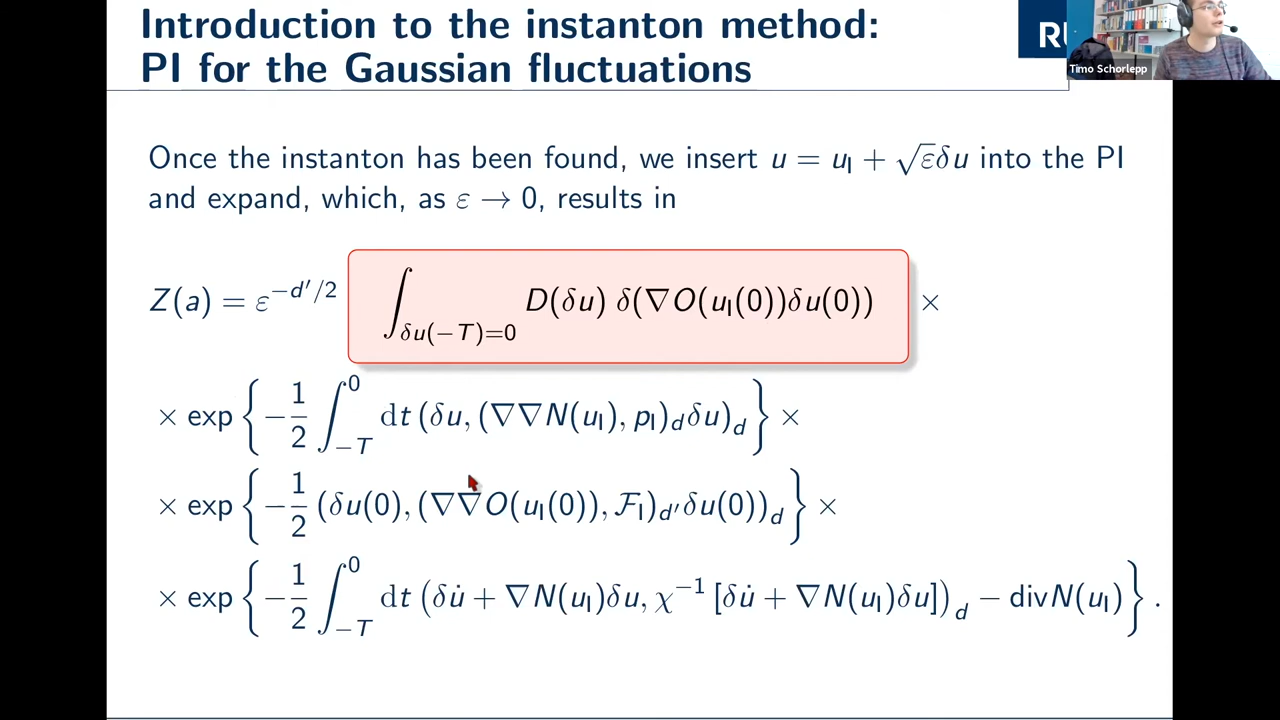 Introduction to the instanton method:
PI for the Gaussian fluctuations
RU
Timo Schorlepp
Once the instanton has been found, we insert u = u_I + √ε δu into the PI
and expand, which, as ε → 0, results in
Z(a) = ε^{-d′/2} ∫_{δu(−T)=0} D(δu) δ(∇O(u_I(0))δu(0)) ×
× exp { −1/2 ∫_{−T}^{0} dt (δu, (∇∇N(u_I), p_I)_d δu)_d } ×
× exp { −1/2 (δu(0), (∇∇O(u_I(0)), ℱ_I)_{d′} δu(0))_d } ×
× exp { −1/2 ∫_{−T}^{0} dt (δu̇ + ∇N(u_I)δu, χ^{−1} [δu̇ + ∇N(u_I)δu])_d − divN(u_I) } .